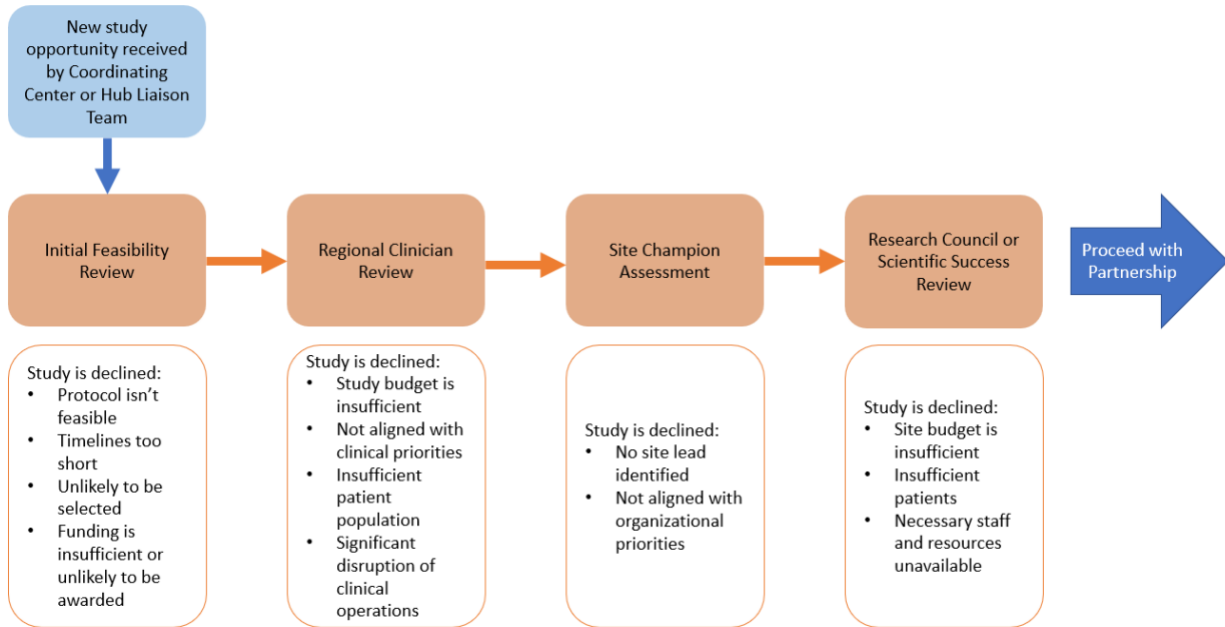 New study
opportunity received
by Coordinating
Center or Hub Liaison
Team
Initial Feasibility
Review
Regional Clinician
Review
Site Champion
Assessment
Research Council or
Scientific Success
Review
Proceed with
Partnership
Study is declined:
• Protocol isn’t
feasible
• Timelines too
short
• Unlikely to be
selected
• Funding is
insufficient or
unlikely to be
awarded
Study is declined:
• Study budget is
insufficient
• Not aligned with
clinical priorities
• Insufficient
patient
population
• Significant
disruption of
clinical
operations
Study is declined:
• No site lead
identified
• Not aligned with
organizational
priorities
Study is declined:
• Site budget is
insufficient
• Insufficient
patients
• Necessary staff
and resources
unavailable